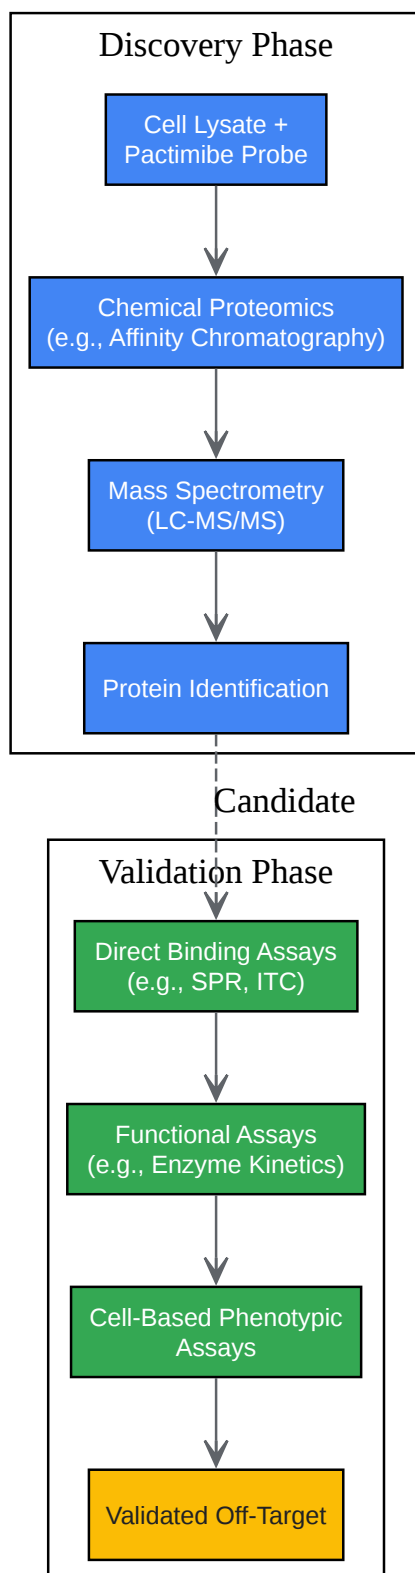 Discovery Phase
Cell Lysate +
Pactimibe Probe
Chemical Proteomics
(e.g., Affinity Chromatography)
Mass Spectrometry
(LC-MS/MS)
Protein Identification
Candidate
Validation Phase
Direct Binding Assays
(e.g., SPR, ITC)
Functional Assays
(e.g., Enzyme Kinetics)
Cell-Based Phenotypic
Assays
Validated Off-Target